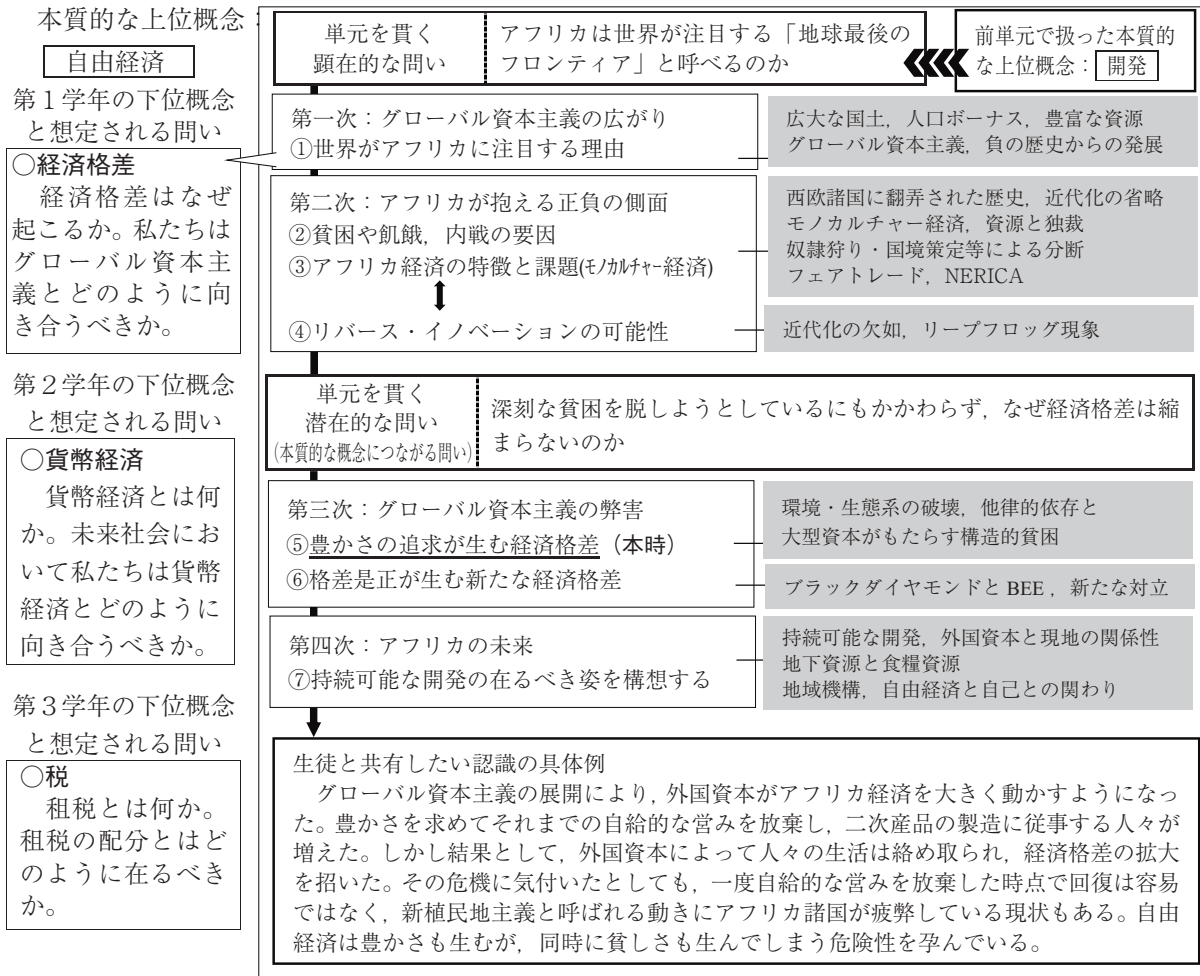 本質的な上位概念：
自由経済
第１学年の下位概念
と想定される問い
○経済格差
経済格差はなぜ
起こるか。私たちは
グローバル資本主
義とどのように向
き合うべきか。
第２学年の下位概念
と想定される問い
○貨幣経済
貨幣経済とは何
か。未来社会にお
いて私たちは貨幣
経済とどのように
向き合うべきか。
第３学年の下位概念
と想定される問い
○税
租税とは何か。
租税の配分とはど
のように在るべき
か。
単元を貫く
顕在的な問い
アフリカは世界が注目する「地球最後の
フロンティア」と呼べるのか
前単元で扱った本質的
な上位概念：開発
第一次：グローバル資本主義の広がり
①世界がアフリカに注目する理由
広大な国土，人口ボーナス，豊富な資源
グローバル資本主義，負の歴史からの発展
第二次：アフリカが抱える正負の側面
②貧困や飢餓，内戦の要因
③アフリカ経済の特徴と課題(モノカルチャー経済)
④リバース・イノベーションの可能性
西欧諸国に翻弄された歴史，近代化の省略
モノカルチャー経済，資源と独裁
奴隷狩り・国境策定等による分断
フェアトレード，NERICA
近代化の欠如，リープフロッグ現象
単元を貫く
潜在的な問い
(本質的な概念につながる問い)
深刻な貧困を脱しようとしているにもかかわらず，なぜ経済格差は縮
まらないのか
第三次：グローバル資本主義の弊害
⑤豊かさの追求が生む経済格差（本時）
⑥格差是正が生む新たな経済格差
環境・生態系の破壊，他律的依存と
大型資本がもたらす構造的貧困
ブラックダイヤモンドと BEE，新たな対立
第四次：アフリカの未来
⑦持続可能な開発の在るべき姿を構想する
持続可能な開発，外国資本と現地の関係性
地下資源と食糧資源
地域機構，自由経済と自己との関わり
生徒と共有したい認識の具体例
グローバル資本主義の展開により，外国資本がアフリカ経済を大きく動かすようになっ
た。豊かさを求めてそれまでの自給的な営みを放棄し，二次産品の製造に従事する人々が
増えた。しかし結果として，外国資本によって人々の生活は絡め取られ，経済格差の拡大
を招いた。その危機に気付いたとしても，一度自給的な営みを放棄した時点で回復は容易
ではなく，新植民地主義と呼ばれる動きにアフリカ諸国が疲弊している現状もある。自由
経済は豊かさも生むが，同時に貧しさも生んでしまう危険性を孕んでいる。